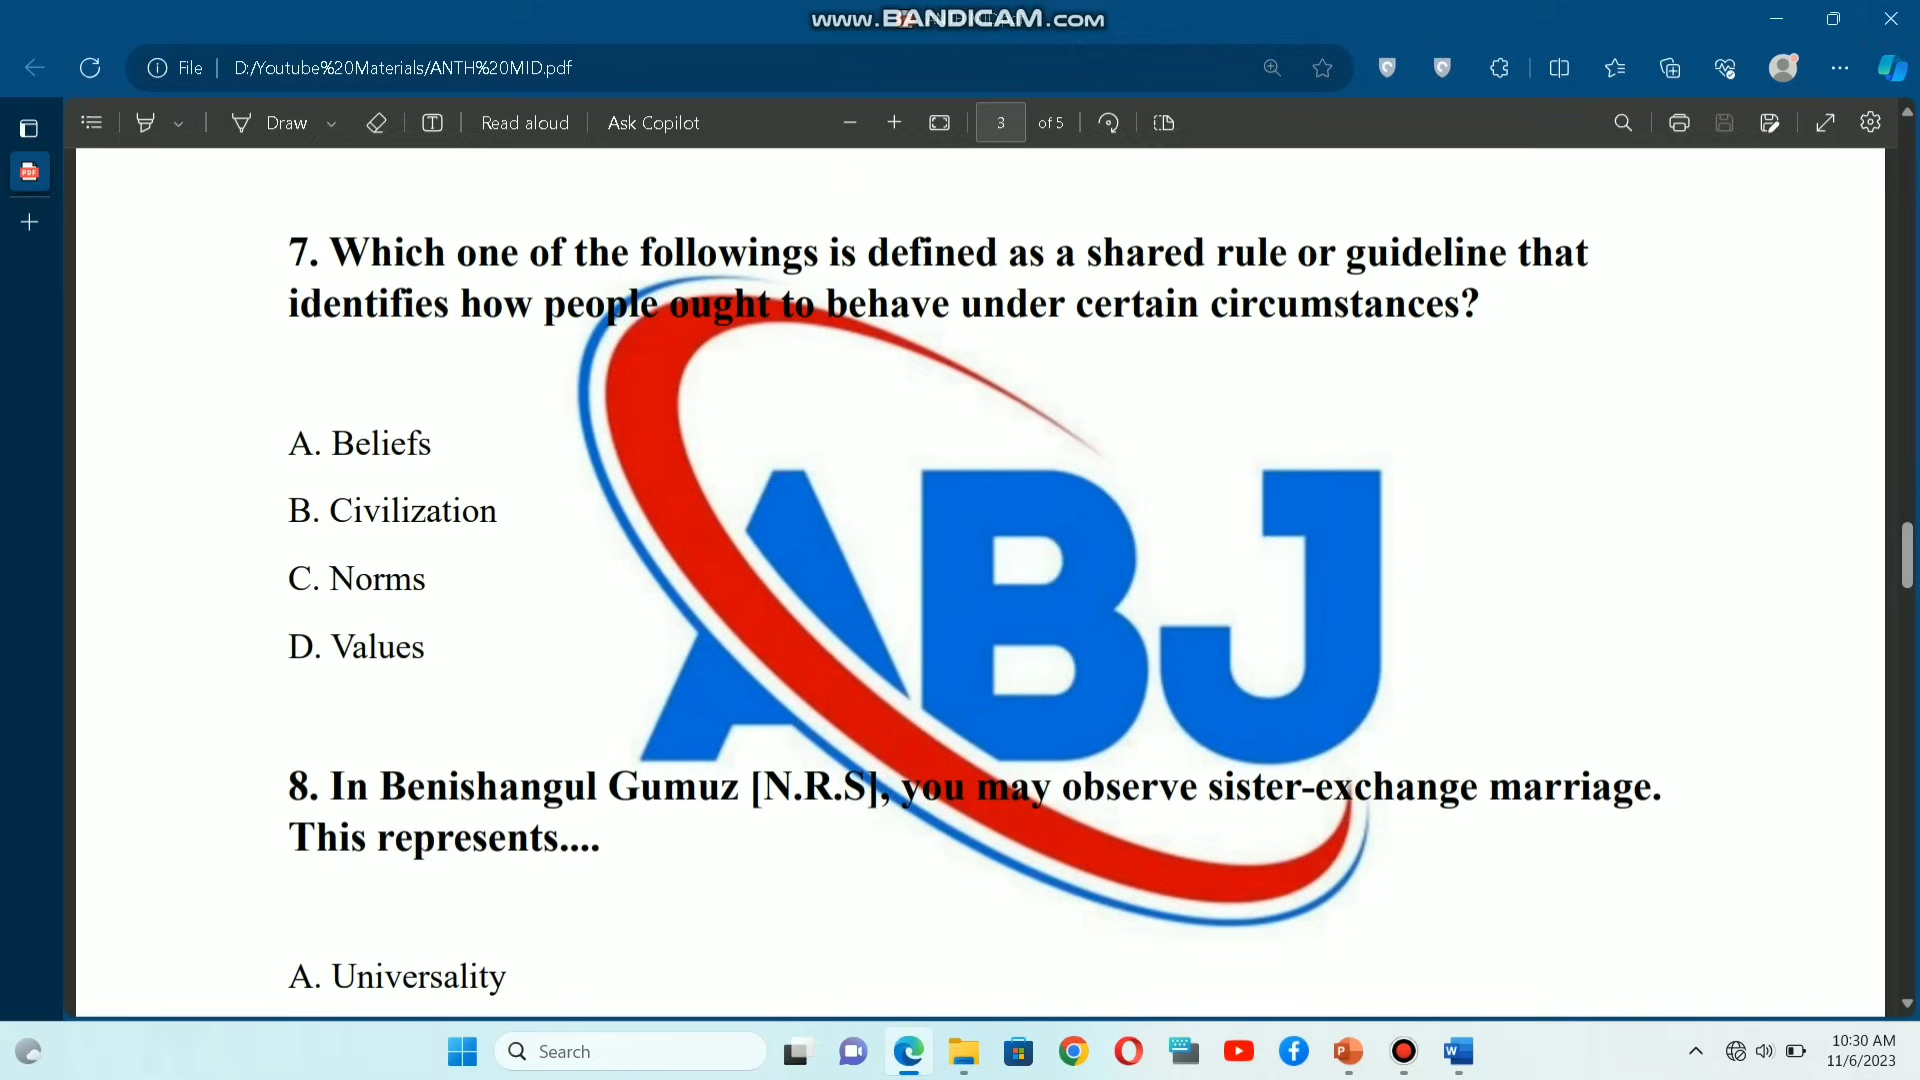 www.BANDICAM.com
File
D:/Youtube%20Materials/ANTH%20MID.pdf
Draw
Read aloud
Ask Copilot
3
of 5
7. Which one of the followings is defined as a shared rule or guideline that
identifies how people ought to behave under certain circumstances?
A. Beliefs
B. Civilization
C. Norms
D. Values
ABJ
8. In Benishangul Gumuz [N.R.S], you may observe sister-exchange marriage.
This represents....
A. Universality
Search
10:30 AM
11/6/2023